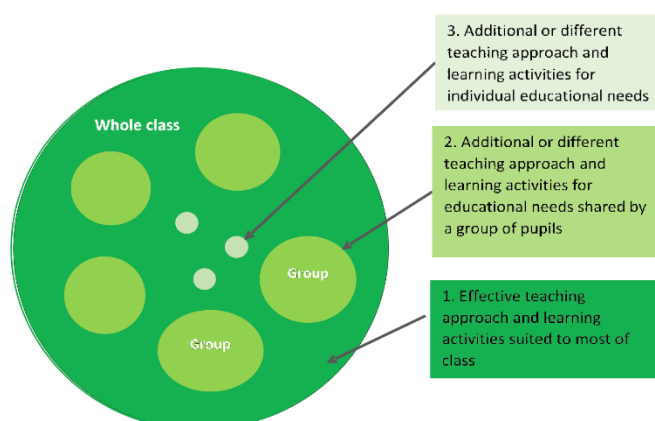 3. Additional or different
teaching approach and
learning activities for
individual educational needs
Whole class
2. Additional or different
teaching approach and
learning activities for
educational needs shared by
a group of pupils
Group
1. Effective teaching
approach and learning
activities suited to most of
class
Group